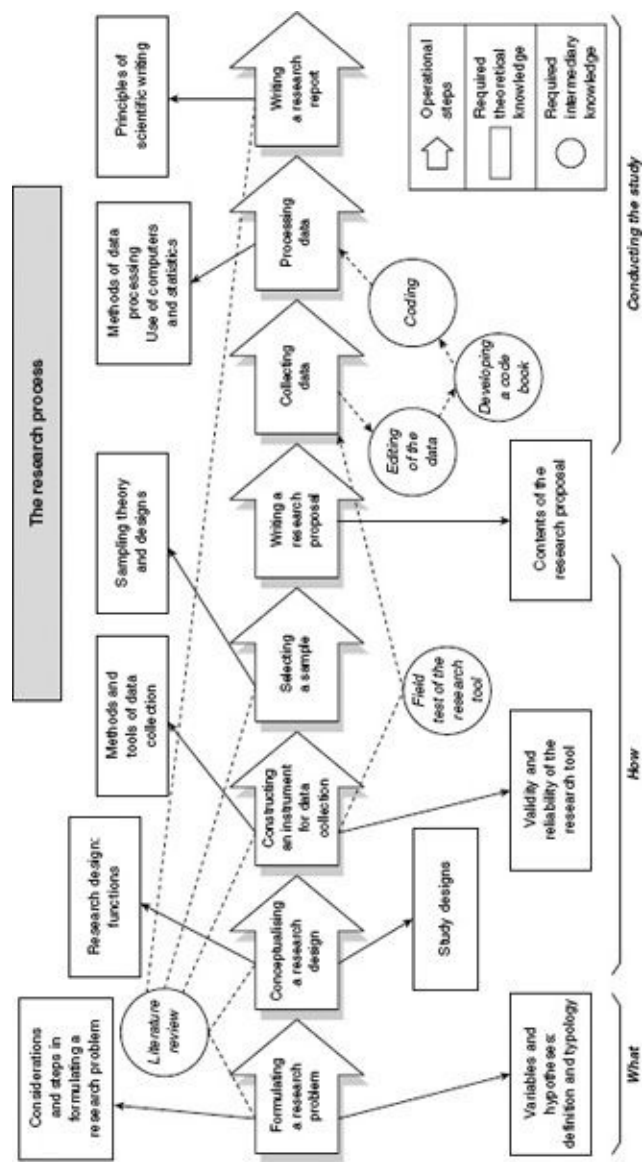 The research process
Considerations
and steps in
formulating a
research problem
Research design:
functions
Methods and
tools of data
collection
Sampling theory
and designs
Methods of data
processing
Use of computers
and statistics
Principles of
scientific writing
Literature
review
Formulating
a research
problem
Conceptualising
a research
design
Constructing
an instrument
for data
collection
Selecting
a sample
Writing a
research
proposal
Collecting
data
Processing
data
Writing
a research
report
Field
test of the
research
tool
Editing
of the
data
Developing
a code
book
Coding
Variables and
hypotheses:
definition and typology
Study designs
Validity and
reliability of the
research tool
Contents of the
research proposal
Operational
steps
Required
theoretical
knowledge
Required
intermediary
knowledge
What
How
Conducting the study